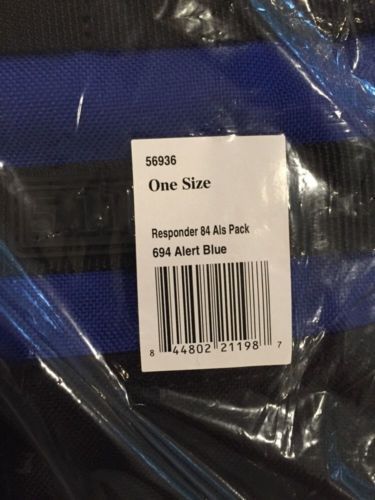 56936
One Size
Responder 84 Als Pack
694 Alert Blue
8 44802 21198 7